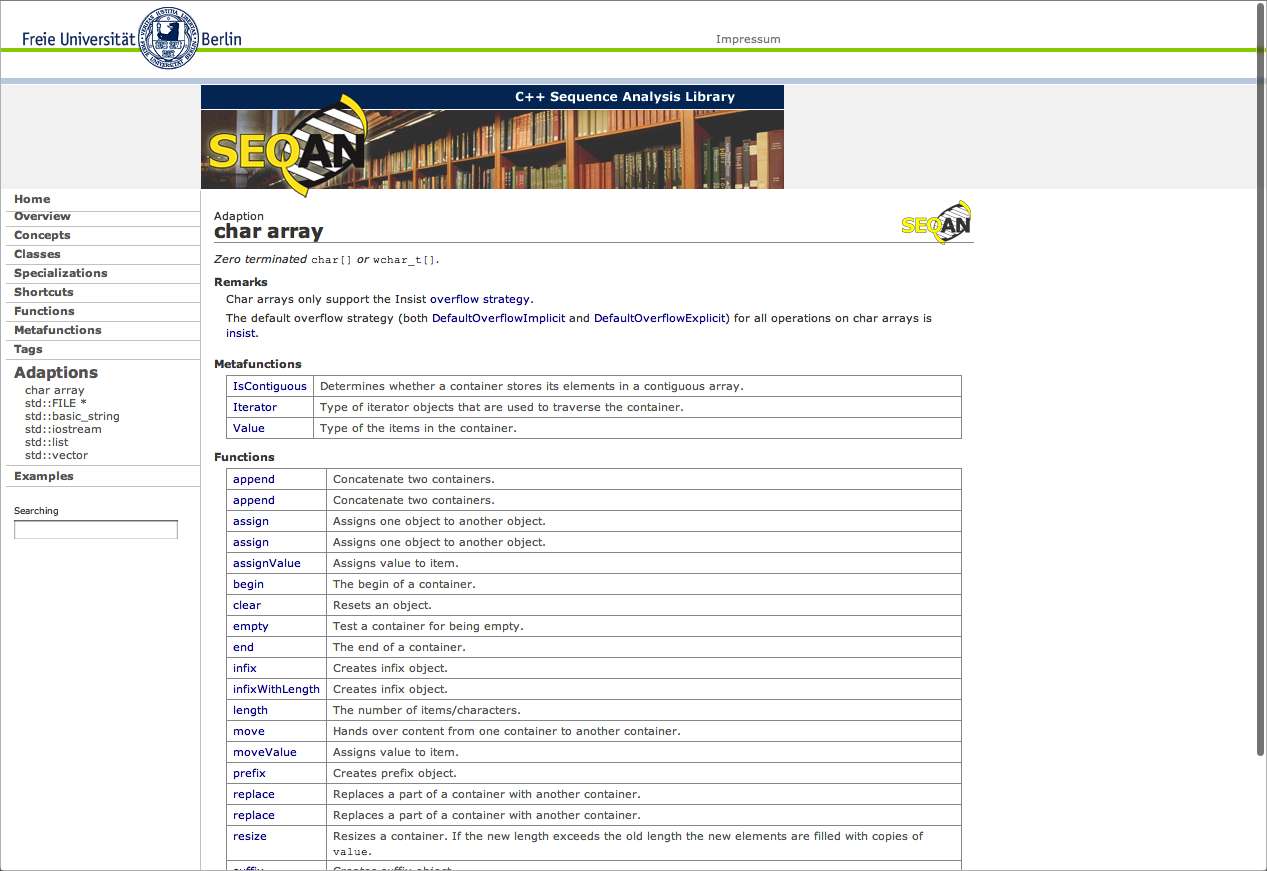 Freie Universität Berlin
Impressum
C++ Sequence Analysis Library
SEQAN
Home
Overview
Concepts
Classes
Specializations
Shortcuts
Functions
Metafunctions
Tags
Adaptions
char array
std::FILE *
std::basic_string
std::iostream
std::list
std::vector
Examples
Searching
Adaption
char array
SEQAN
Zero terminated char[] or wchar_t[].
Remarks
Char arrays only support the Insist overflow strategy.
The default overflow strategy (both DefaultOverflowImplicit and DefaultOverflowExplicit) for all operations on char arrays is
insist.
Metafunctions
IsContiguous Determines whether a container stores its elements in a contiguous array.
Iterator Type of iterator objects that are used to traverse the container.
Value Type of the items in the container.
Functions
append Concatenate two containers.
append Concatenate two containers.
assign Assigns one object to another object.
assign Assigns one object to another object.
assignValue Assigns value to item.
begin The begin of a container.
clear Resets an object.
empty Test a container for being empty.
end The end of a container.
infix Creates infix object.
infixWithLength Creates infix object.
length The number of items/characters.
move Hands over content from one container to another container.
moveValue Assigns value to item.
prefix Creates prefix object.
replace Replaces a part of a container with another container.
replace Replaces a part of a container with another container.
resize Resizes a container. If the new length exceeds the old length the new elements are filled with copies of
value.
suffix Creates suffix object.